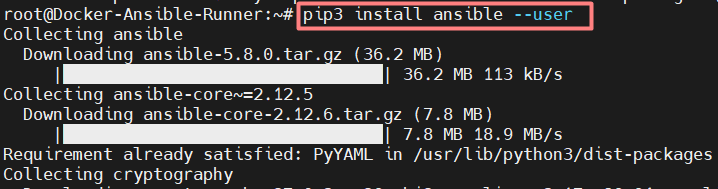 root@Docker-Ansible-Runner:~# pip3 install ansible --user
Collecting ansible
Downloading ansible-5.8.0.tar.gz (36.2 MB)
| | 36.2 MB 113 kB/s
Collecting ansible-core~=2.12.5
Downloading ansible-core-2.12.6.tar.gz (7.8 MB)
| | 7.8 MB 18.9 MB/s
Requirement already satisfied: PyYAML in /usr/lib/python3/dist-packages
Collecting cryptography